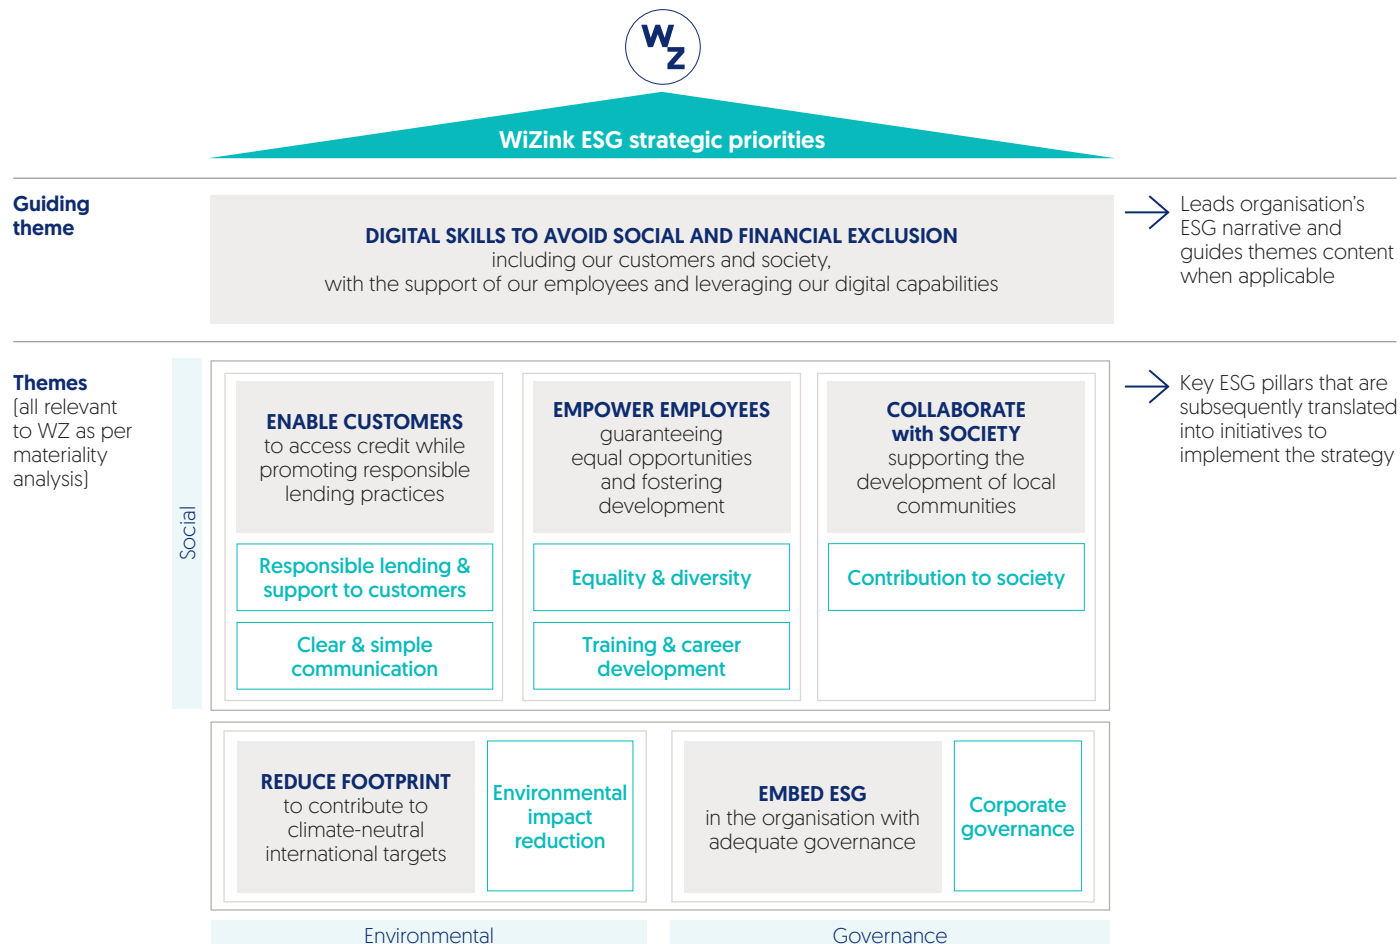 WZ
WiZink ESG strategic priorities
Guiding
theme
DIGITAL SKILLS TO AVOID SOCIAL AND FINANCIAL EXCLUSION
including our customers and society,
with the support of our employees and leveraging our digital capabilities
Leads organisation’s
ESG narrative and
guides themes content
when applicable
Themes
(all relevant
to WZ as per
materiality
analysis)
Social
ENABLE CUSTOMERS
to access credit while
promoting responsible
lending practices
Responsible lending &
support to customers
Clear & simple
communication
EMPOWER EMPLOYEES
guaranteeing
equal opportunities
and fostering
development
Equality & diversity
Training & career
development
COLLABORATE
with SOCIETY
supporting the
development of local
communities
Contribution to society
Key ESG pillars that are
subsequently translated
into initiatives to
implement the strategy
REDUCE FOOTPRINT
to contribute to
climate-neutral
international targets
Environmental
impact
reduction
EMBED ESG
in the organisation with
adequate governance
Corporate
governance
Environmental
Governance